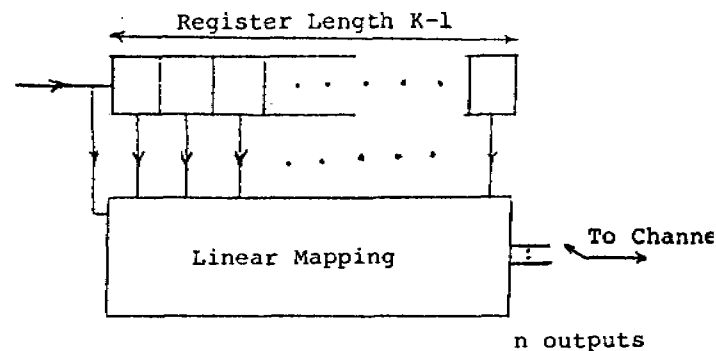 Register Length K-1
Linear Mapping
To Channe
n outputs